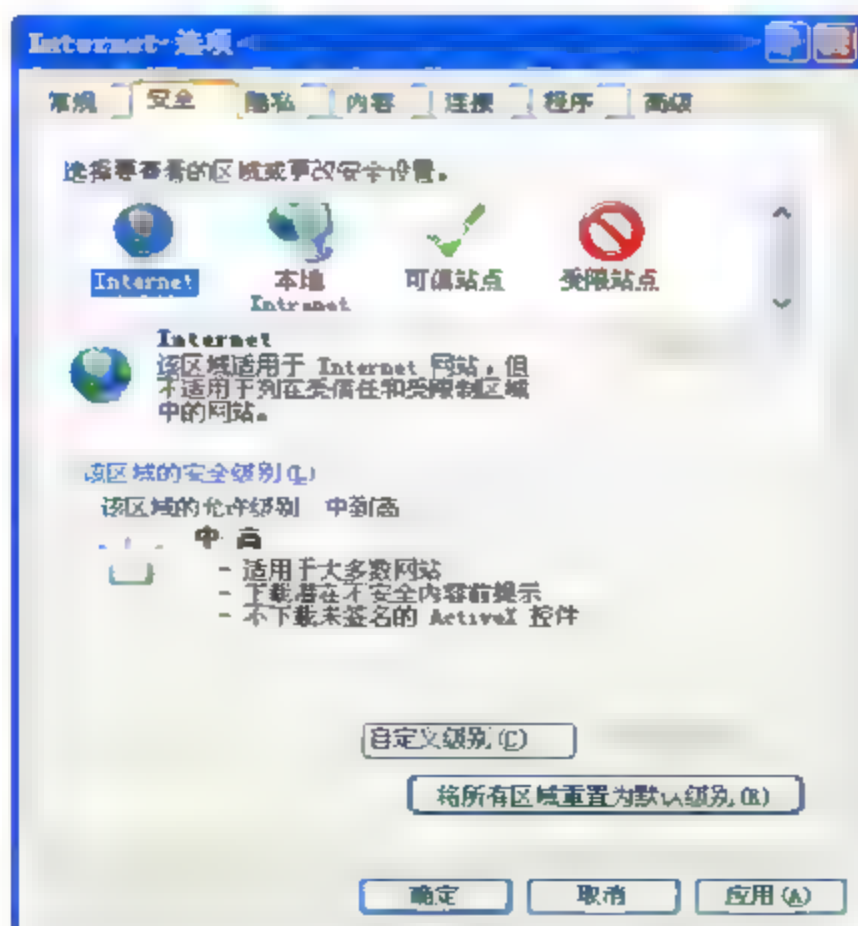 Internet 选项
常规 安全 隐私 内容 连接 程序 高级
选择要查看的区域或更改安全设置。
Internet 本地 Intranet 可信站点 受限站点
Internet
该区域适用于 Internet 网站，但
不适用于列在受信任和受限制区域
中的网站。
该区域的安全级别(L)
该区域的允许级别 中到高
中 高
- 适用于大多数网站
- 下载潜在不安全内容前提示
- 不下载未签名的 ActiveX 控件
自定义级别(C)
将所有区域重置为默认级别(R)
确定 取消 应用(A)